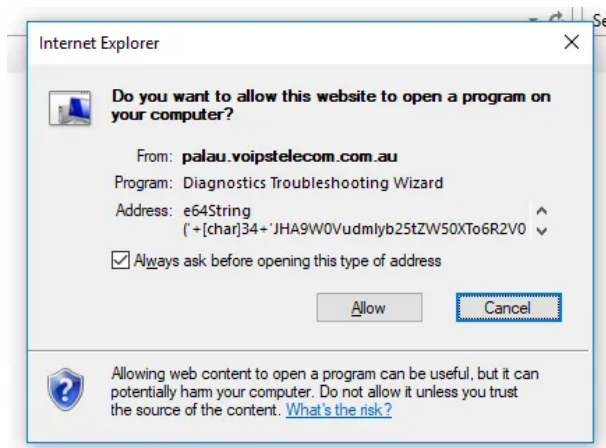 Se
Internet Explorer
Do you want to allow this website to open a program on
your computer?
From: palau.voipstelecom.com.au
Program: Diagnostics Troubleshooting Wizard
Address: e64String
('+[char]34+'JHA9W0VudmIyb25tZW50XTo6R2V0
Always ask before opening this type of address
Allow Cancel
Allowing web content to open a program can be useful, but it can
potentially harm your computer. Do not allow it unless you trust
the source of the content. What's the risk?